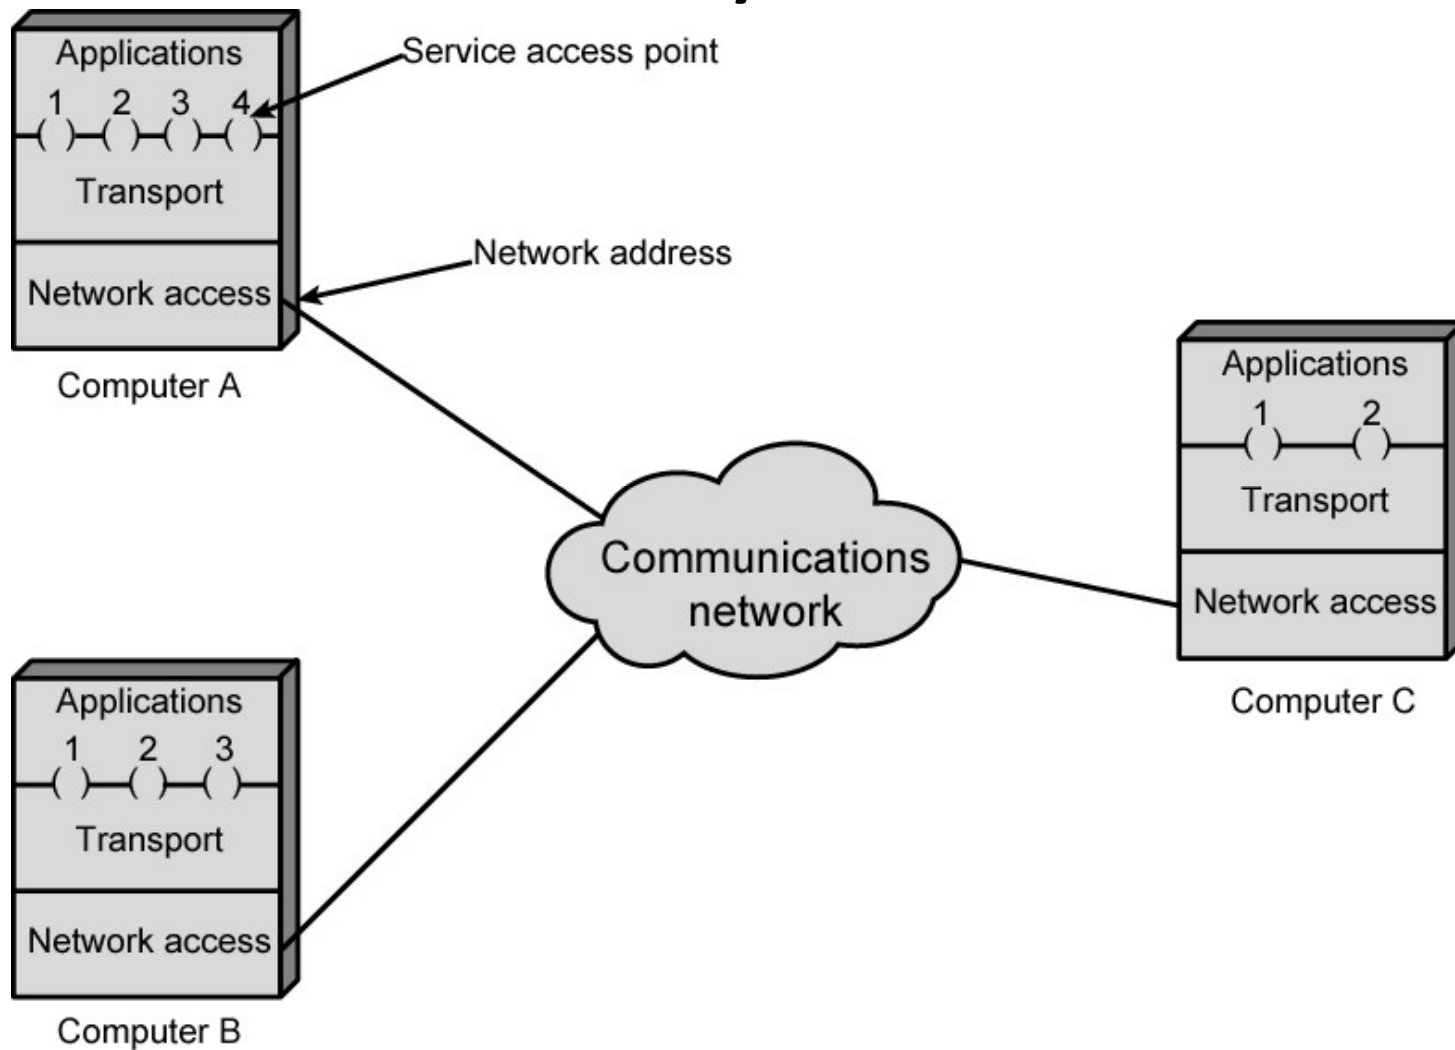 Applications
1 2 3 4
Transport
Network access
Computer A
Service access point
Network address
Communications
network
Applications
1 2
Transport
Network access
Computer C
Applications
1 2 3
Transport
Network access
Computer B